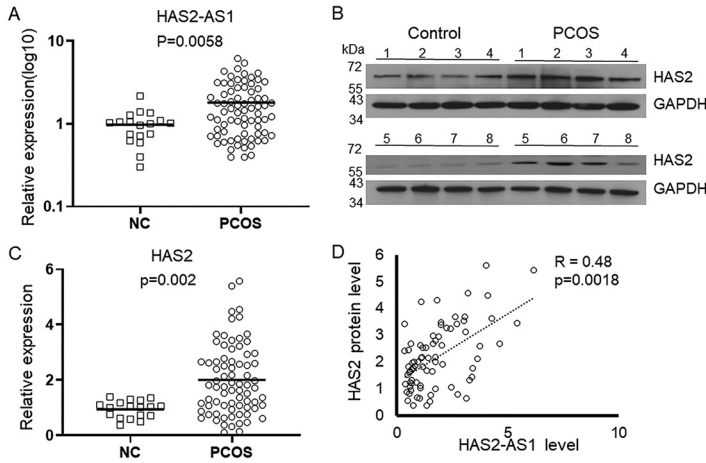 A
HAS2-AS1
P=0.0058
Relative expression(log10)
10
1
0.1
NC PCOS
B
Control PCOS
kDa
1 2 3 4 1 2 3 4
72
55
HAS2
43
34
GAPDH
5 6 7 8 5 6 7 8
72
55
HAS2
43
34
GAPDH
C
HAS2
p=0.002
Relative expression
6
4
2
0
NC PCOS
D
R = 0.48
p=0.0018
HAS2 protein level
6
5
4
3
2
1
0
0 5 10
HAS2-AS1 level